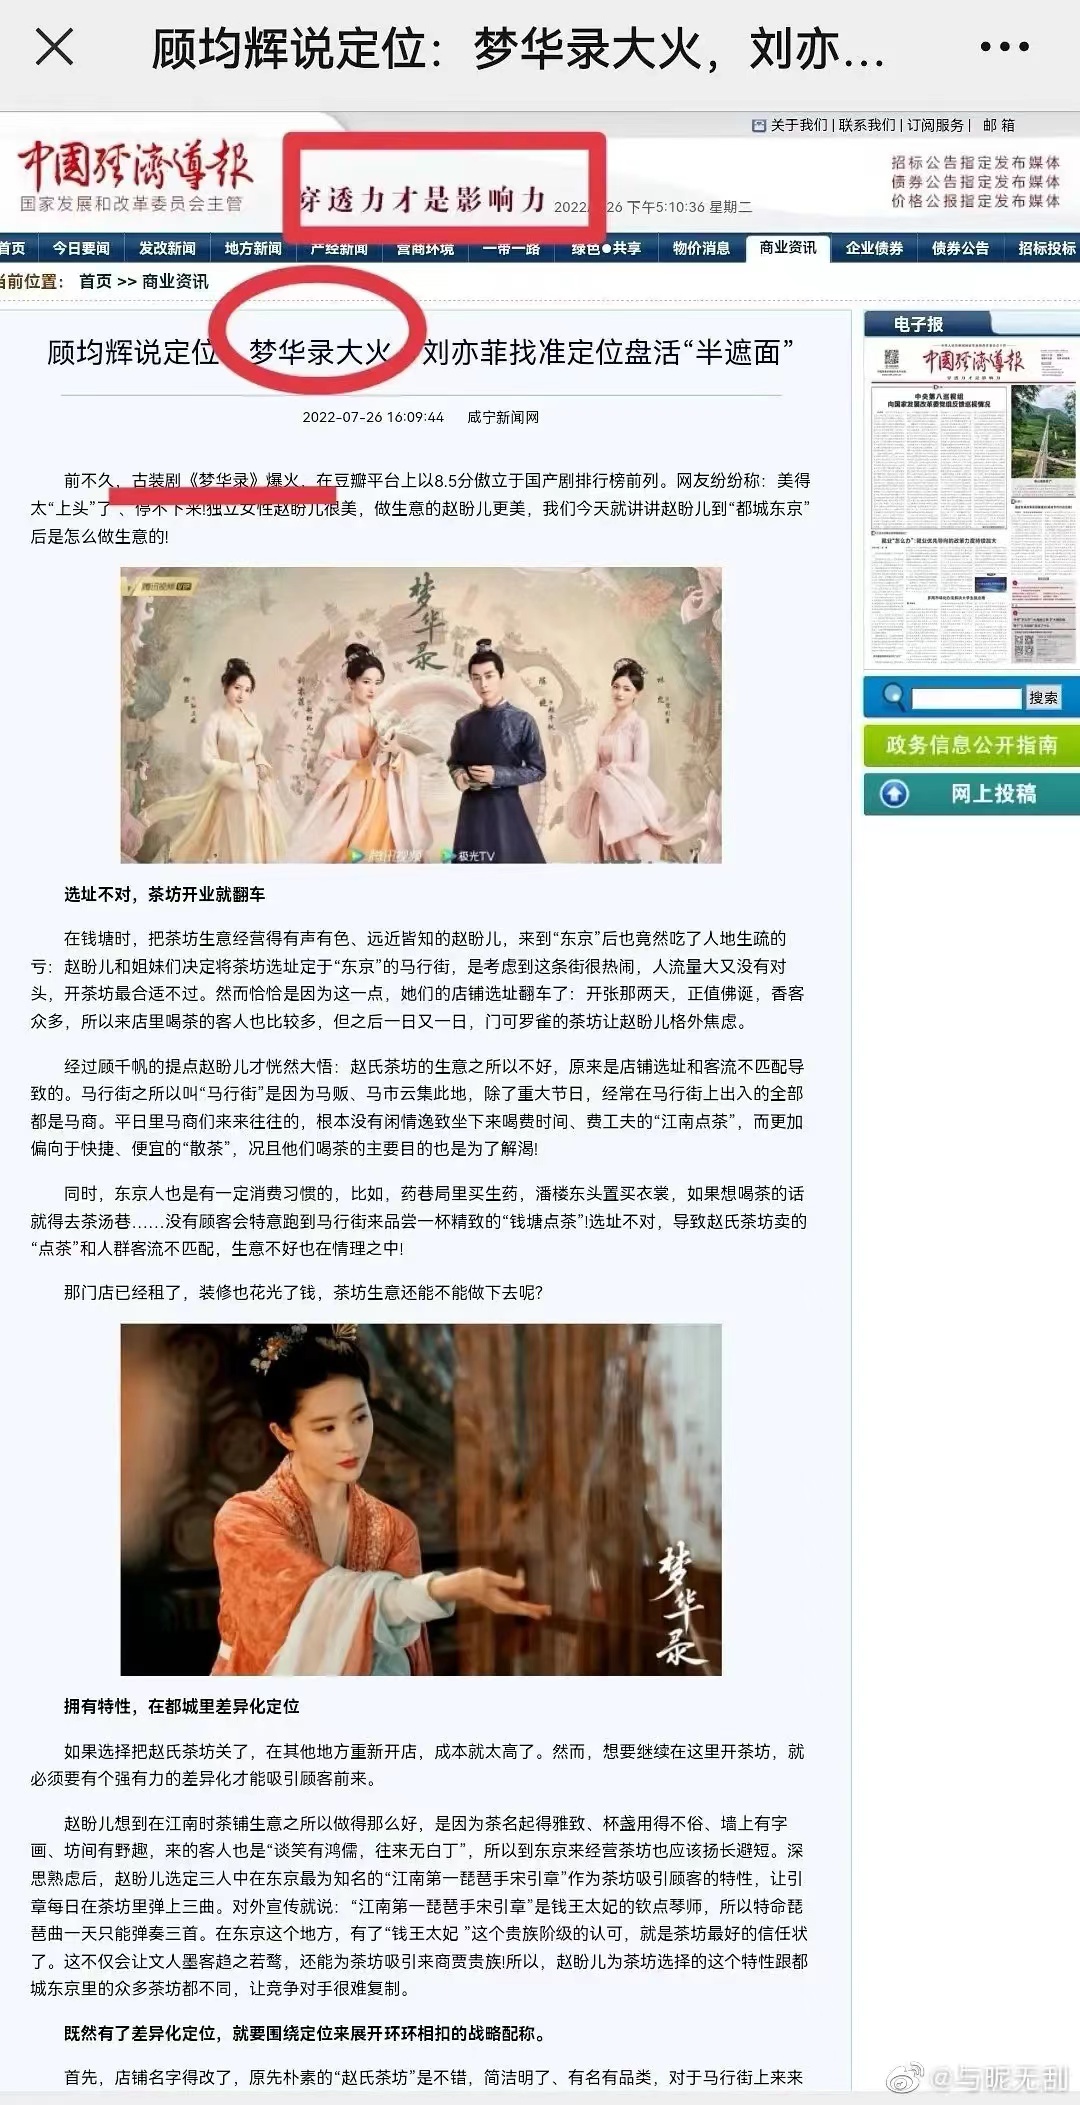 顾均辉说定位：梦华录大火，刘亦...
关于我们 | 联系我们 | 订阅服务 | 邮 箱
中国经济导报
国家发展和改革委员会主管
穿透力才是影响力
26 下午5:10:36 星期二
招标公告指定发布媒体
债券公告指定发布媒体
价格公报指定发布媒体
首页 今日要闻 发改新闻 地方新闻 产经新闻 营商环境 一带一路 绿色●共享 物价消息 商业资讯 企业债券 债券公告 招标投标
当前位置： 首页 >> 商业资讯
顾均辉说定位 梦华录大火 刘亦菲找准定位盘活“半遮面”
2022-07-26 16:09:44 咸宁新闻网
前不久，古装剧《梦华录》爆火，在豆瓣平台上以8.5分傲立于国产剧排行榜前列。网友纷纷称：美得
太“上头”了、停不下来!独立女性赵盼儿很美，做生意的赵盼儿更美，我们今天就讲讲赵盼儿到“都城东京”
后是怎么做生意的!
腾讯视频 VIP
梦华录
腾讯视频 极光TV
选址不对，茶坊开业就翻车
在钱塘时，把茶坊生意经营得有声有色、远近皆知的赵盼儿，来到“东京”后也竟然吃了人地生疏的
亏：赵盼儿和姐妹们决定将茶坊选址定于“东京”的马行街，是考虑到这条街很热闹，人流量大又没有对
头，开茶坊最合适不过。然而恰恰是因为这一点，她们的店铺选址翻车了：开张那两天，正值佛诞，香客
众多，所以来店里喝茶的客人也比较多，但之后一日又一日，门可罗雀的茶坊让赵盼儿格外焦虑。
经过顾千帆的提点赵盼儿才恍然大悟：赵氏茶坊的生意之所以不好，原来是店铺选址和客流不匹配导
致的。马行街之所以叫“马行街”是因为马贩、马市云集此地，除了重大节日，经常在马行街上出入的全部
都是马商。平日里马商们来来往往的，根本没有闲情逸致坐下来喝费时间、费工夫的“江南点茶”，而更加
偏向于快捷、便宜的“散茶”，况且他们喝茶的主要目的也是为了解渴!
同时，东京人也是有一定消费习惯的，比如，药巷局里买生药，潘楼东头置买衣裳，如果想喝茶的话
就得去茶汤巷……没有顾客会特意跑到马行街来品尝一杯精致的“钱塘点茶”!选址不对，导致赵氏茶坊卖的
“点茶”和人群客流不匹配，生意不好也在情理之中!
那门店已经租了，装修也花光了钱，茶坊生意还能不能做下去呢?
梦华录
拥有特性，在都城里差异化定位
如果选择把赵氏茶坊关了，在其他地方重新开店，成本就太高了。然而，想要继续在这里开茶坊，就
必须要有个强有力的差异化才能吸引顾客前来。
赵盼儿想到在江南时茶铺生意之所以做得那么好，是因为茶名起得雅致、杯盏用得不俗、墙上有字
画、坊间有野趣，来的客人也是“谈笑有鸿儒，往来无白丁”，所以到东京来经营茶坊也应该扬长避短。深
思熟虑后，赵盼儿选定三人中在东京最为知名的“江南第一琵琶手宋引章”作为茶坊吸引顾客的特性，让引
章每日在茶坊里弹上三曲。对外宣传就说：“江南第一琵琶手宋引章”是钱王太妃的钦点琴师，所以特命琵
琶曲一天只能弹奏三首。在东京这个地方，有了“钱王太妃 ”这个贵族阶级的认可，就是茶坊最好的信任状
了。这不仅会让文人墨客趋之若鹜，还能为茶坊吸引来商贾贵族!所以，赵盼儿为茶坊选择的这个特性跟都
城东京里的众多茶坊都不同，让竞争对手很难复制。
既然有了差异化定位，就要围绕定位来展开环环相扣的战略配称。
首先，店铺名字得改了，原先朴素的“赵氏茶坊”是不错，简洁明了、有名有品类，对于马行街上来来
电子报
中国经济导报
中央第八巡视组
向国家发展改革委党组反馈巡视情况
搜索
政务信息公开指南
网上投稿
@与昵无刮